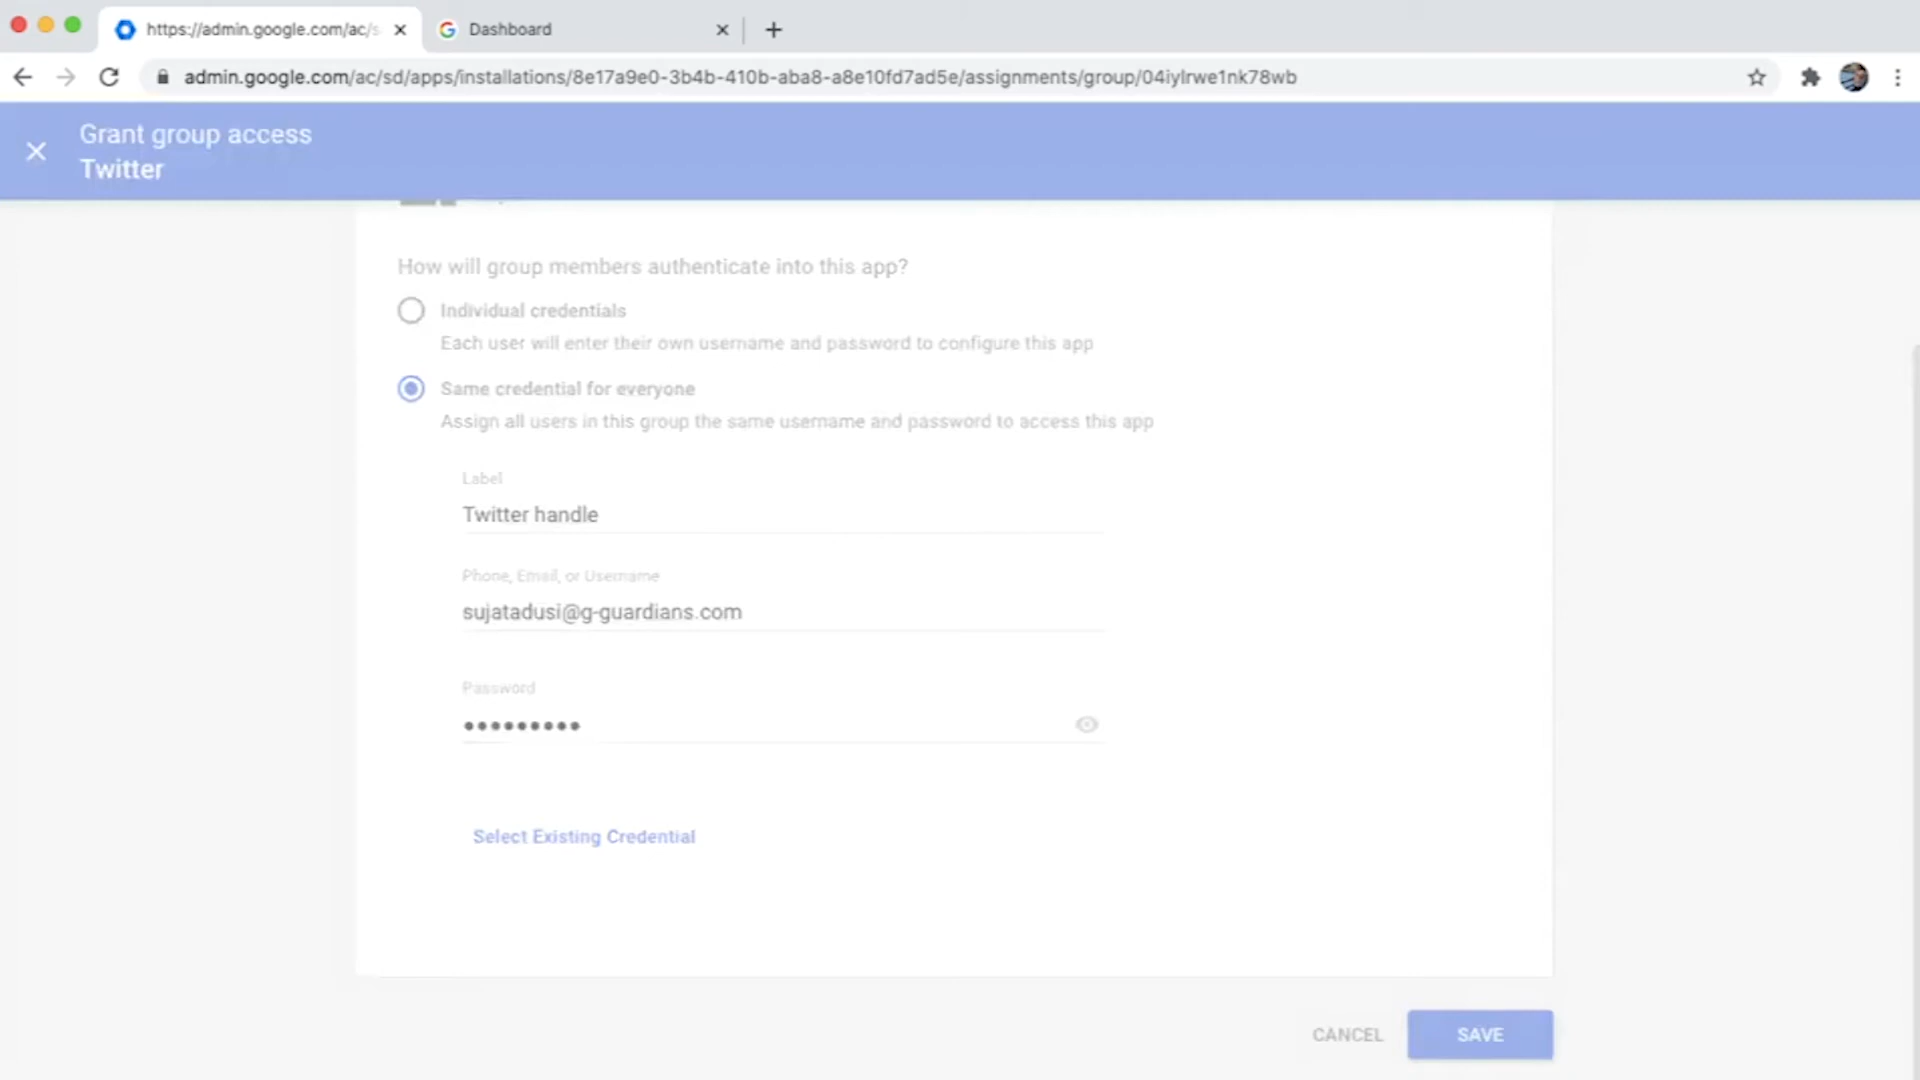 https://admin.google.com/ac/s
Dashboard
admin.google.com/ac/sd/apps/installations/8e17a9e0-3b4b-410b-aba8-a8e10fd7ad5e/assignments/group/04iylrwe1nk78wb
Grant group access
Twitter
How will group members authenticate into this app?
Individual credentials
Each user will enter their own username and password to configure this app
Same credential for everyone
Assign all users in this group the same username and password to access this app
Label
Twitter handle
Phone, Email, or Username
sujatadusi@g-guardians.com
Password
•••••••••
Select Existing Credential
CANCEL
SAVE